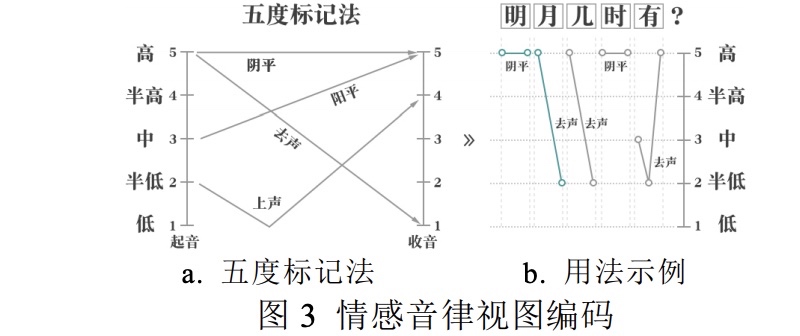 五度标记法
高 5 5
半高 4 4
中 3 3
半低 2 2
低 1 1
阴平
阳平
去声
上声
起音 收音
»
明月几时有?
5 高
4 半高
3 中
2 半低
1 低
阴平 阴平
去声 去声
去声
a. 五度标记法 b. 用法示例
图 3 情感音律视图编码